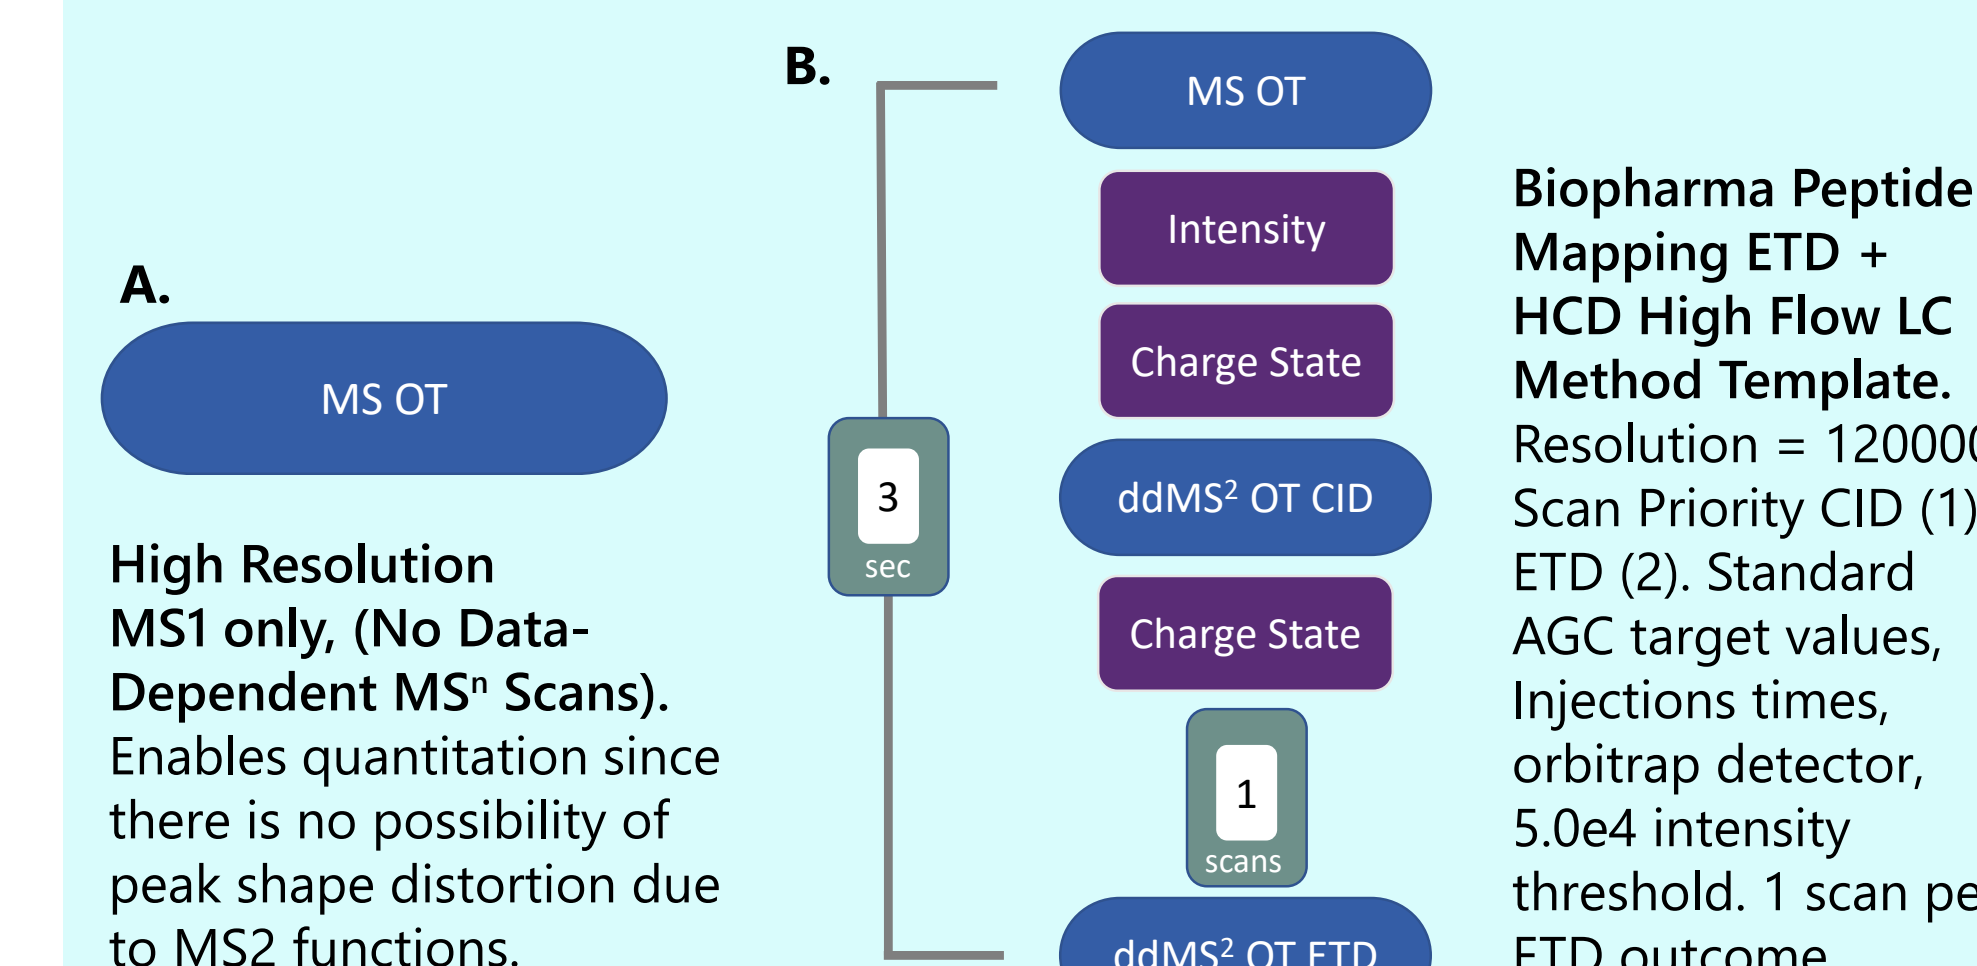 A.
MS OT
High Resolution
MS1 only, (No Data-
Dependent MSⁿ Scans).
Enables quantitation since
there is no possibility of
peak shape distortion due
to MS2 functions.
B.
MS OT
Intensity
Charge State
3
sec
ddMS² OT CID
Charge State
1
scans
ddMS² OT ETD
Biopharma Peptide
Mapping ETD +
HCD High Flow LC
Method Template.
Resolution = 120000
Scan Priority CID (1)
ETD (2). Standard
AGC target values,
Injections times,
orbitrap detector,
5.0e4 intensity
threshold. 1 scan
ETD outcome